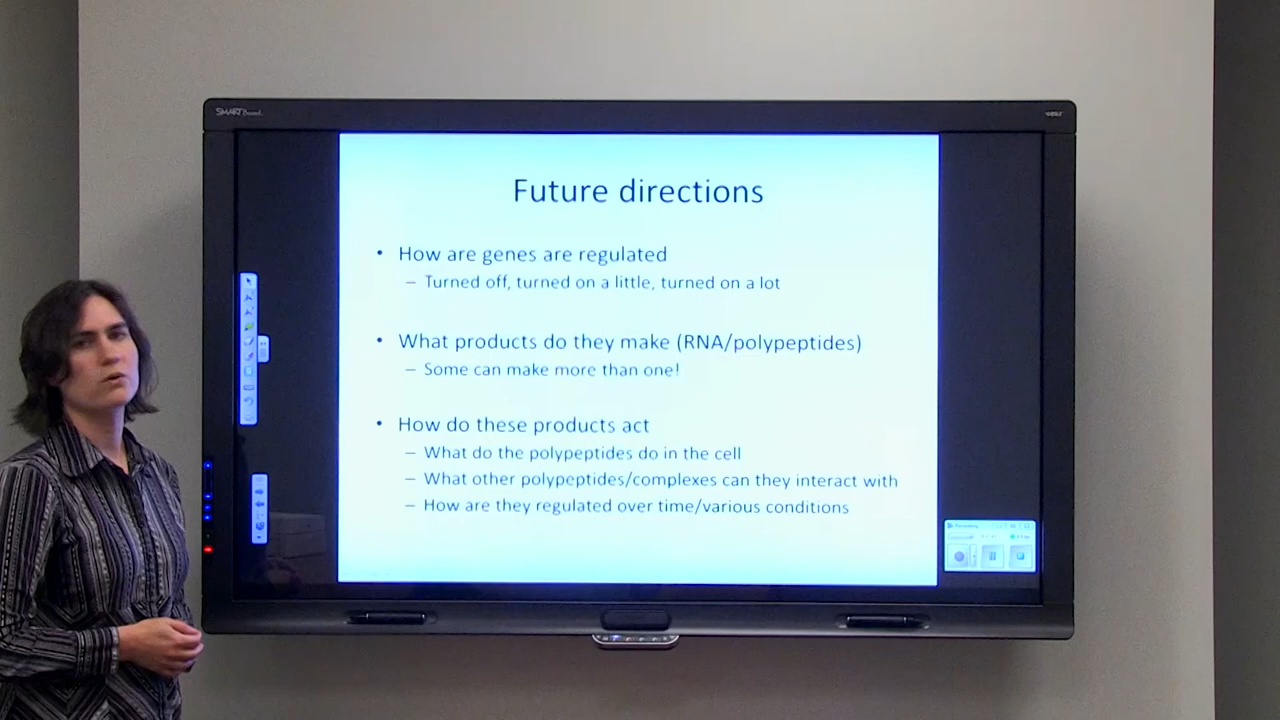 SMART Board
Future directions
• How are genes are regulated
– Turned off, turned on a little, turned on a lot
• What products do they make (RNA/polypeptides)
– Some can make more than one!
• How do these products act
– What do the polypeptides do in the cell
– What other polypeptides/complexes can they interact with
– How are they regulated over time/various conditions